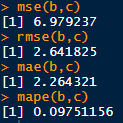 > mse(b,c)
[1] 6.979237
> rmse(b,c)
[1] 2.641825
> mae(b,c)
[1] 2.264321
> mape(b,c)
[1] 0.09751156